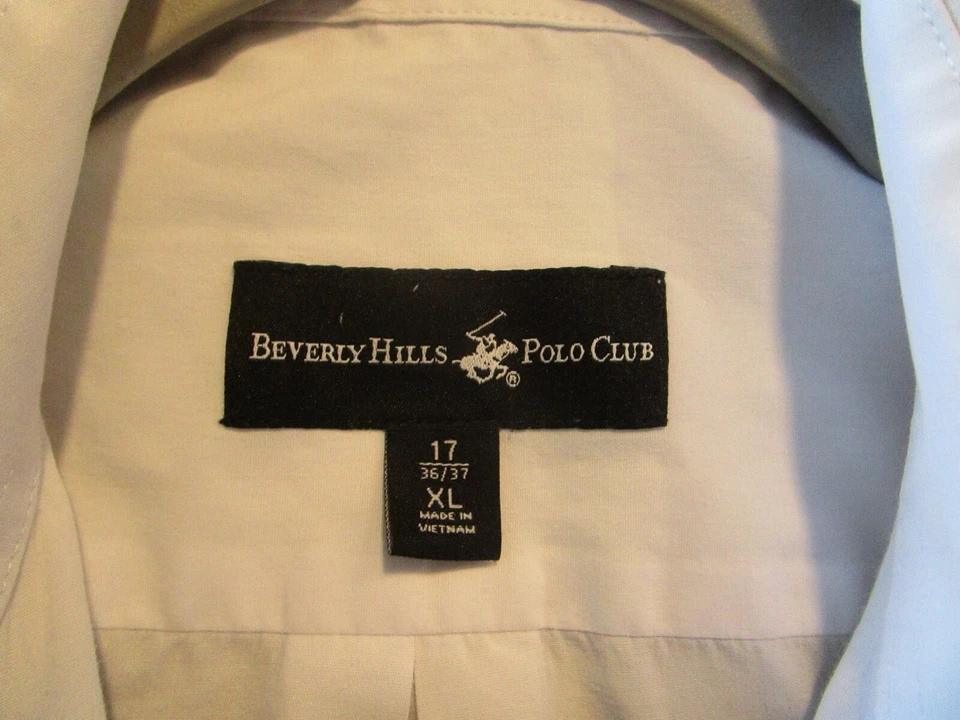 BEVERLY HILLS POLO CLUB
®
17
36/37
XL
MADE IN
VIETNAM